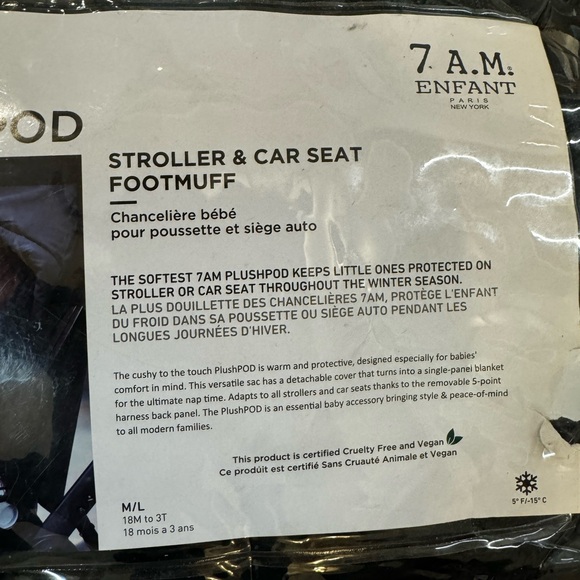 7 A.M.
ENFANT
PARIS
NEW YORK
POD
STROLLER & CAR SEAT
FOOTMUFF
Chancelière bébé
pour poussette et siège auto
THE SOFTEST 7AM PLUSHPOD KEEPS LITTLE ONES PROTECTED ON
STROLLER OR CAR SEAT THROUGHOUT THE WINTER SEASON.
LA PLUS DOUILLETTE DES CHANCELIÈRES 7AM, PROTÈGE L'ENFANT
DU FROID DANS SA POUSSETTE OU SIÈGE AUTO PENDANT LES
LONGUES JOURNÉES D'HIVER.
The cushy to the touch PlushPOD is warm and protective, designed especially for babies'
comfort in mind. This versatile sac has a detachable cover that turns into a single-panel blanket
for the ultimate nap time. Adapts to all strollers and car seats thanks to the removable 5-point
harness back panel. The PlushPOD is an essential baby accessory bringing style & peace-of-mind
to all modern families.
This product is certified Cruelty Free and Vegan
Ce prodúit est certifié Sans Cruauté Animale et Vegan
5° F/-15° C
M/L
18M to 3T
18 mois a 3 ans